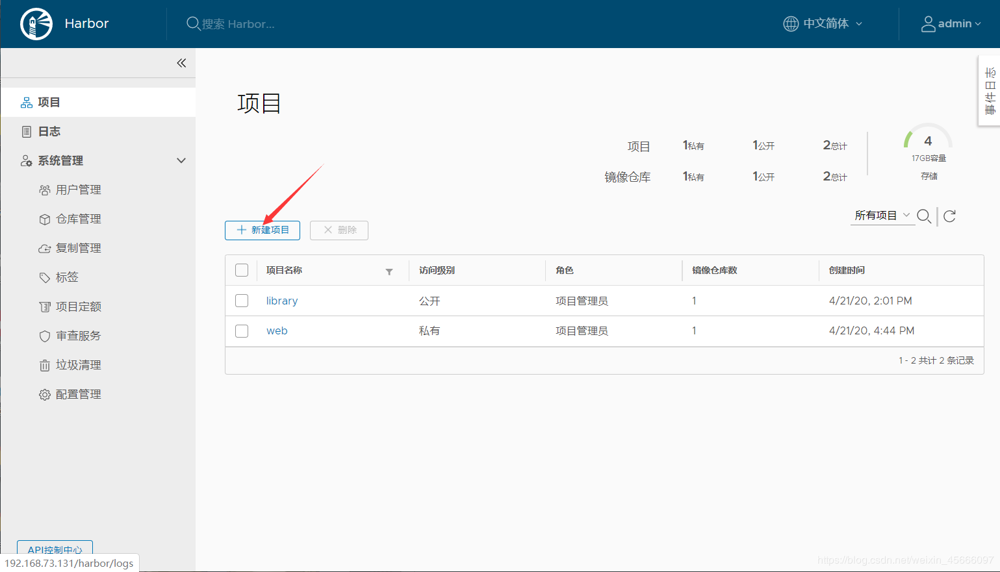 Harbor
搜索 Harbor...
中文简体
admin
事件日志
项目
日志
系统管理
用户管理
仓库管理
复制管理
标签
项目定额
审查服务
垃圾清理
配置管理
API控制中心
192.168.73.131/harbor/logs
项目
项目 1私有 1公开 2总计
镜像仓库 1私有 1公开 2总计
4
17GB容量
存储
新建项目
删除
所有项目
项目名称 访问级别 角色 镜像仓库数 创建时间
library 公开 项目管理员 1 4/21/20, 2:01 PM
web 私有 项目管理员 1 4/21/20, 4:44 PM
1 - 2 共计 2 条记录
https://blog.csdn.net/weixin_45666097